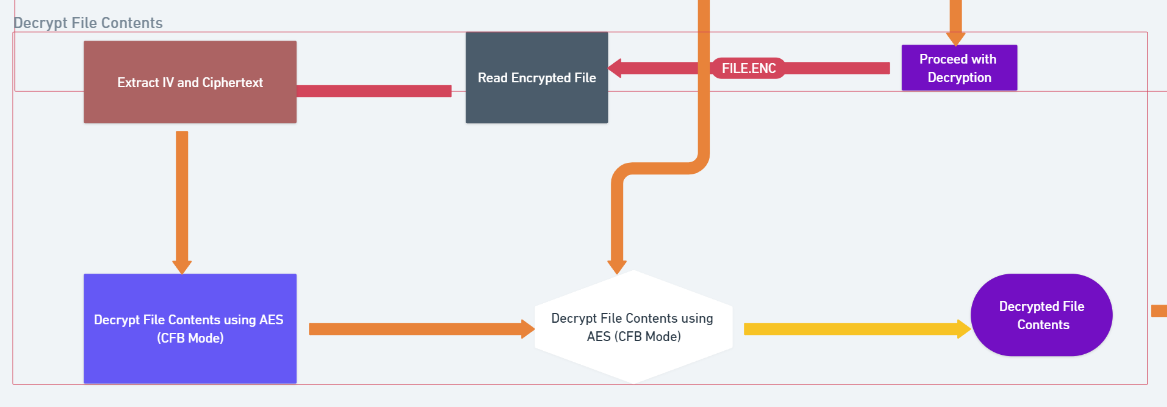 Decrypt File Contents
Extract IV and Ciphertext
Read Encrypted File
FILE.ENC
Proceed with
Decryption
Decrypt File Contents using AES
(CFB Mode)
Decrypt File Contents using
AES (CFB Mode)
Decrypted File
Contents